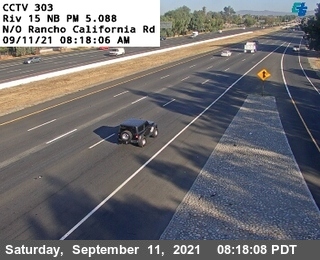 CCTV 303
Riv 15 NB PM 5.088
N/O Rancho California Rd
09/11/21 08:18:06 AM
Saturday, September 11, 2021 08:18:08 PDT